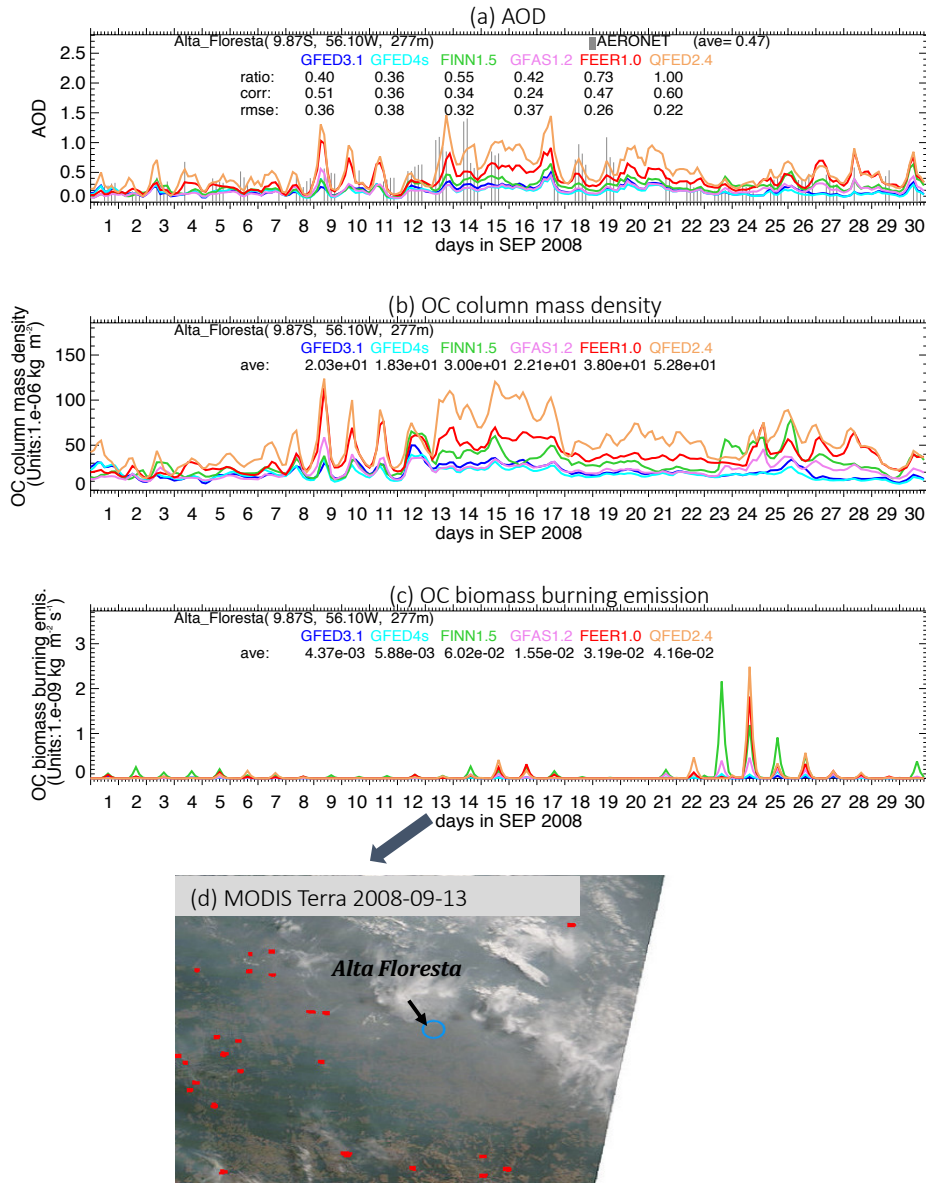 (a) AOD
Alta_Floresta( 9.87S, 56.10W, 277m) AERONET (ave= 0.47)
GFED3.1 GFED4s FINN1.5 GFAS1.2 FEER1.0 QFED2.4
ratio: 0.40 0.36 0.55 0.42 0.73 1.00
corr: 0.51 0.36 0.34 0.24 0.47 0.60
rmse: 0.36 0.38 0.32 0.37 0.26 0.22
AOD
2.5
2.0
1.5
1.0
0.5
0.0
1 2 3 4 5 6 7 8 9 10 11 12 13 14 15 16 17 18 19 20 21 22 23 24 25 26 27 28 29 30
days in SEP 2008
(b) OC column mass density
Alta_Floresta( 9.87S, 56.10W, 277m)
GFED3.1 GFED4s FINN1.5 GFAS1.2 FEER1.0 QFED2.4
ave: 2.03e+01 1.83e+01 3.00e+01 2.21e+01 3.80e+01 5.28e+01
OC column mass density
(Units:1.e-06 kg m⁻²)
150
100
50
0
1 2 3 4 5 6 7 8 9 10 11 12 13 14 15 16 17 18 19 20 21 22 23 24 25 26 27 28 29 30
days in SEP 2008
(c) OC biomass burning emission
Alta_Floresta( 9.87S, 56.10W, 277m)
GFED3.1 GFED4s FINN1.5 GFAS1.2 FEER1.0 QFED2.4
ave: 4.37e-03 5.88e-03 6.02e-02 1.55e-02 3.19e-02 4.16e-02
OC biomass burning emis.
(Units:1.e-09 kg m⁻² s⁻¹)
3
2
1
0
1 2 3 4 5 6 7 8 9 10 11 12 13 14 15 16 17 18 19 20 21 22 23 24 25 26 27 28 29 30
days in SEP 2008
(d) MODIS Terra 2008-09-13
Alta Floresta